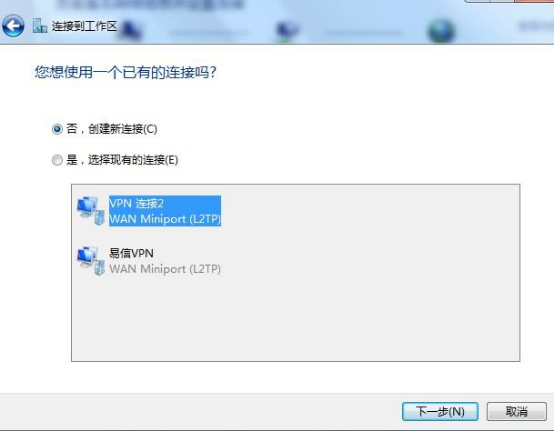 连接到工作区
您想使用一个已有的连接吗?
否，创建新连接(C)
是，选择现有的连接(E)
VPN 连接2
WAN Miniport (L2TP)
易信VPN
WAN Miniport (L2TP)
下一步(N)
取消